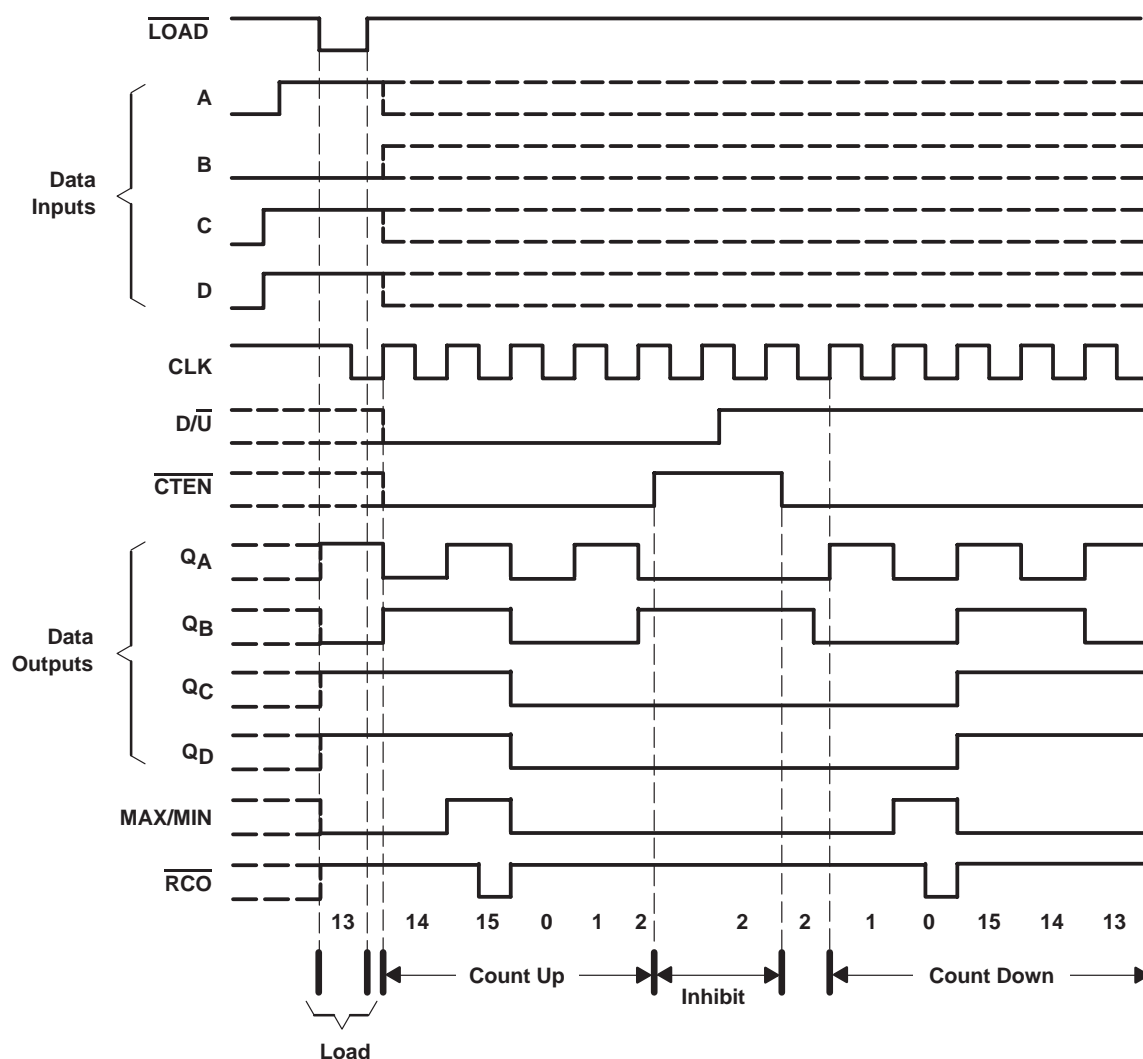 LOAD
A
B
Data
Inputs
C
D
CLK
D/U
CTEN
QA
QB
Data
Outputs
QC
QD
MAX/MIN
RCO
13 14 15 0 1 2 2 2 1 0 15 14 13
Count Up Inhibit Count Down
Load